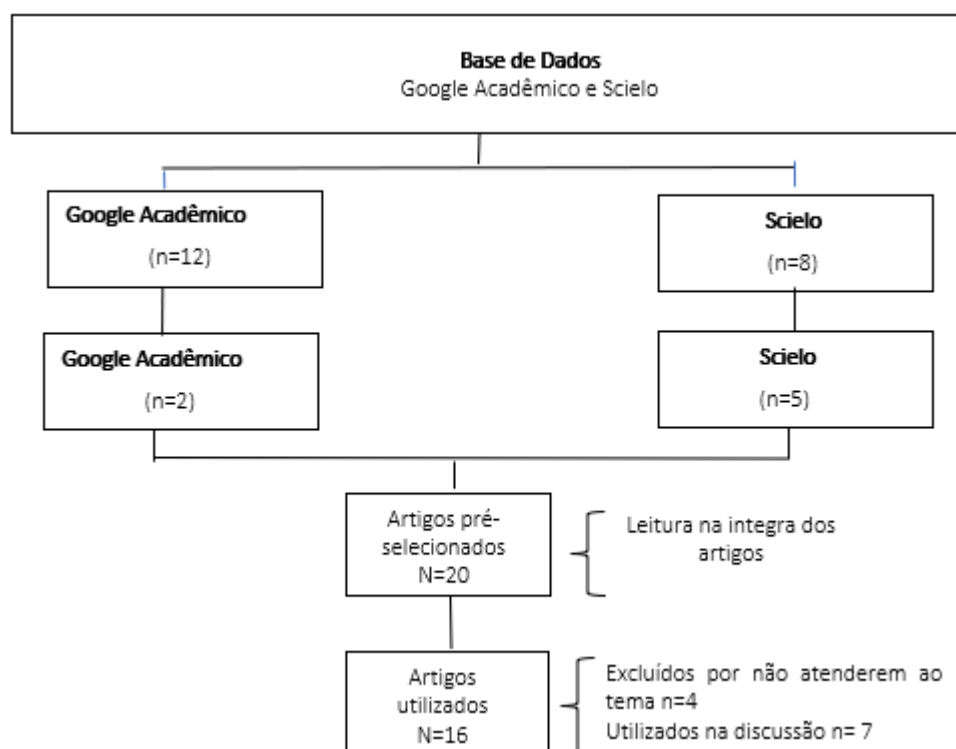 Base de Dados
Google Acadêmico e Scielo
Google Acadêmico
(n=12)
Scielo
(n=8)
Google Acadêmico
(n=2)
Scielo
(n=5)
Artigos pré-
selecionados
N=20
Leitura na integra dos
artigos
Artigos
utilizados
N=16
Excluídos por não atenderem ao
tema n=4
Utilizados na discussão n= 7